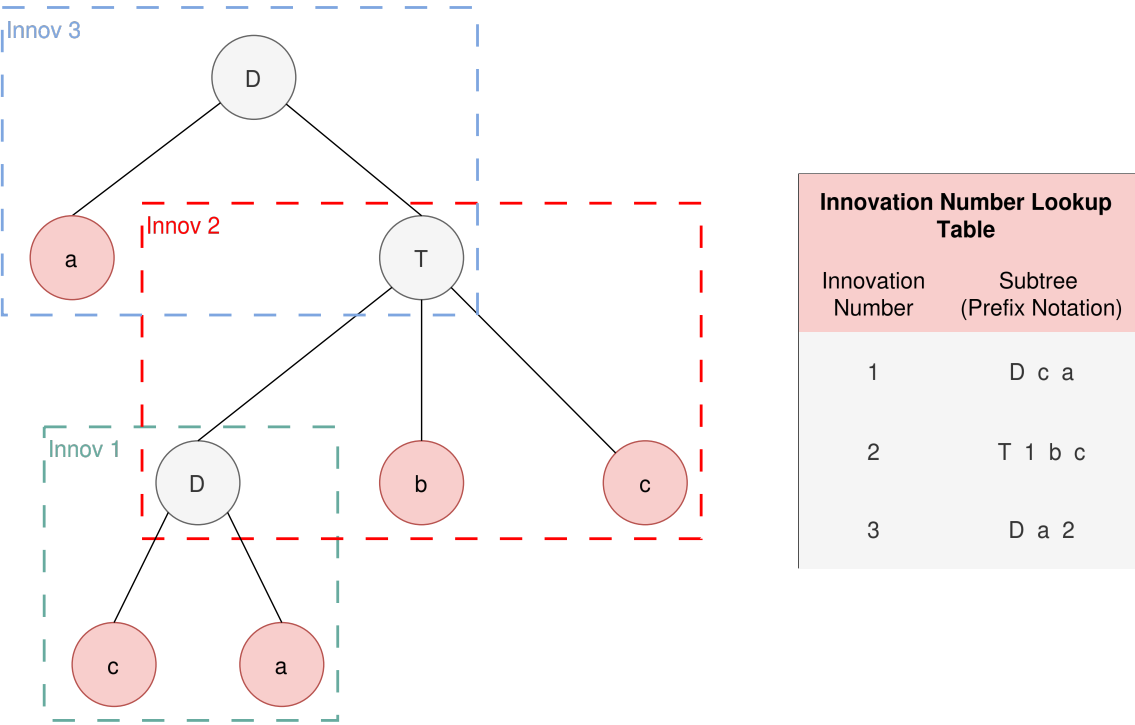 Innov 3
D
a
Innov 2
T
Innov 1
D
b
c
c
a
Innovation Number Lookup
Table
Innovation
Number
Subtree
(Prefix Notation)
1 D c a
2 T 1 b c
3 D a 2